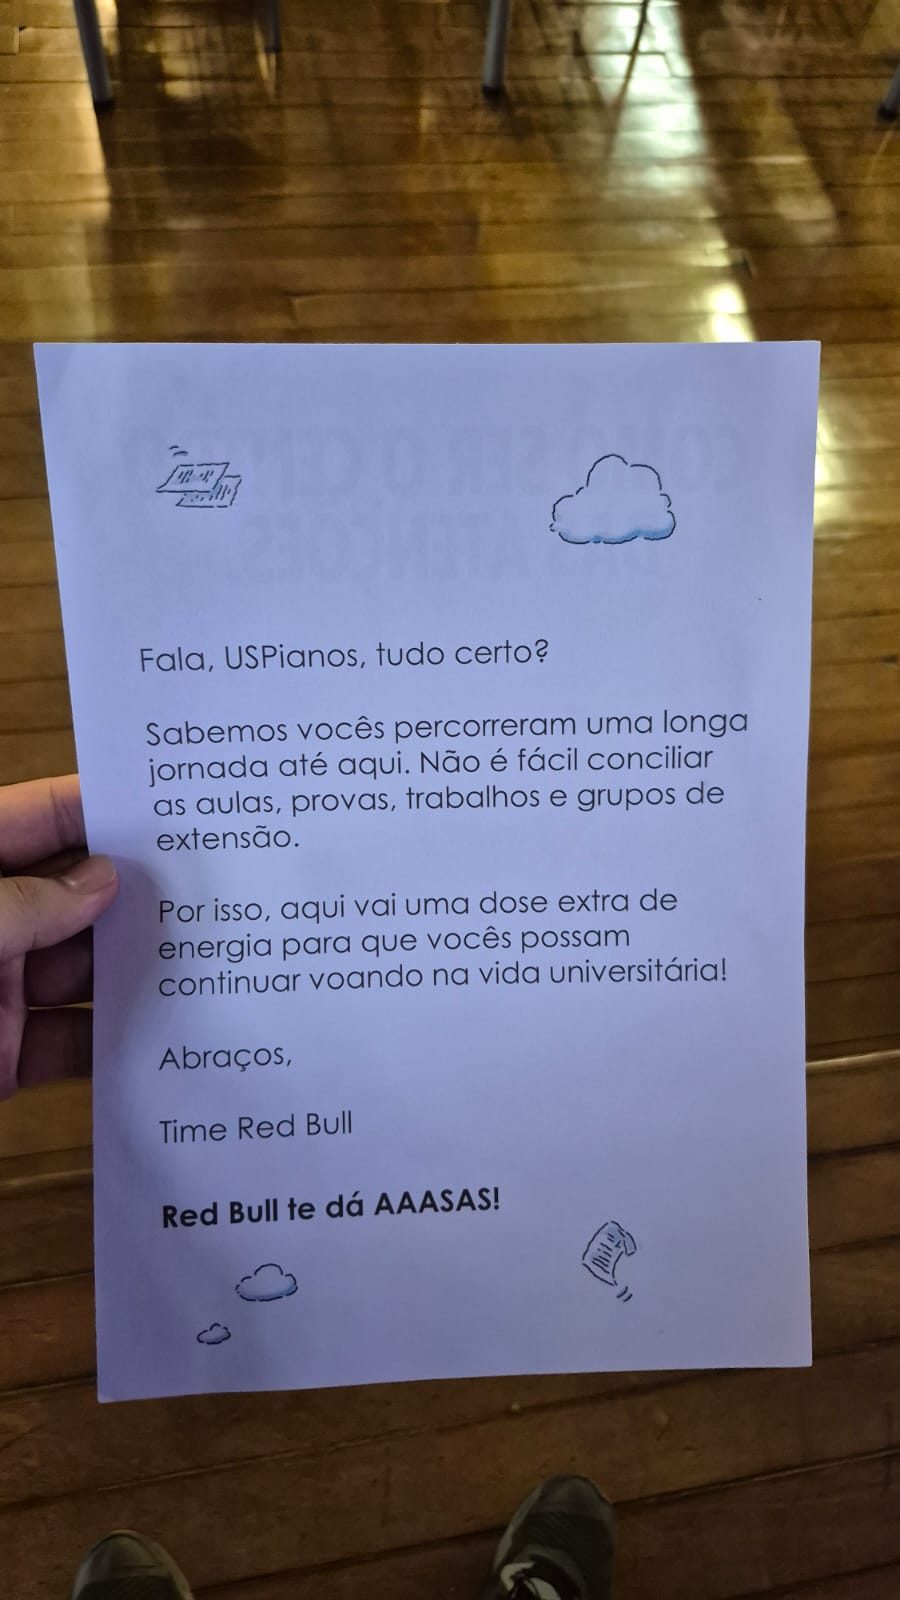 Fala, USPianos, tudo certo?
Sabemos vocês percorreram uma longa
jornada até aqui. Não é fácil conciliar
as aulas, provas, trabalhos e grupos de
extensão.
Por isso, aqui vai uma dose extra de
energia para que vocês possam
continuar voando na vida universitária!
Abraços,
Time Red Bull
Red Bull te dá AAASAS!